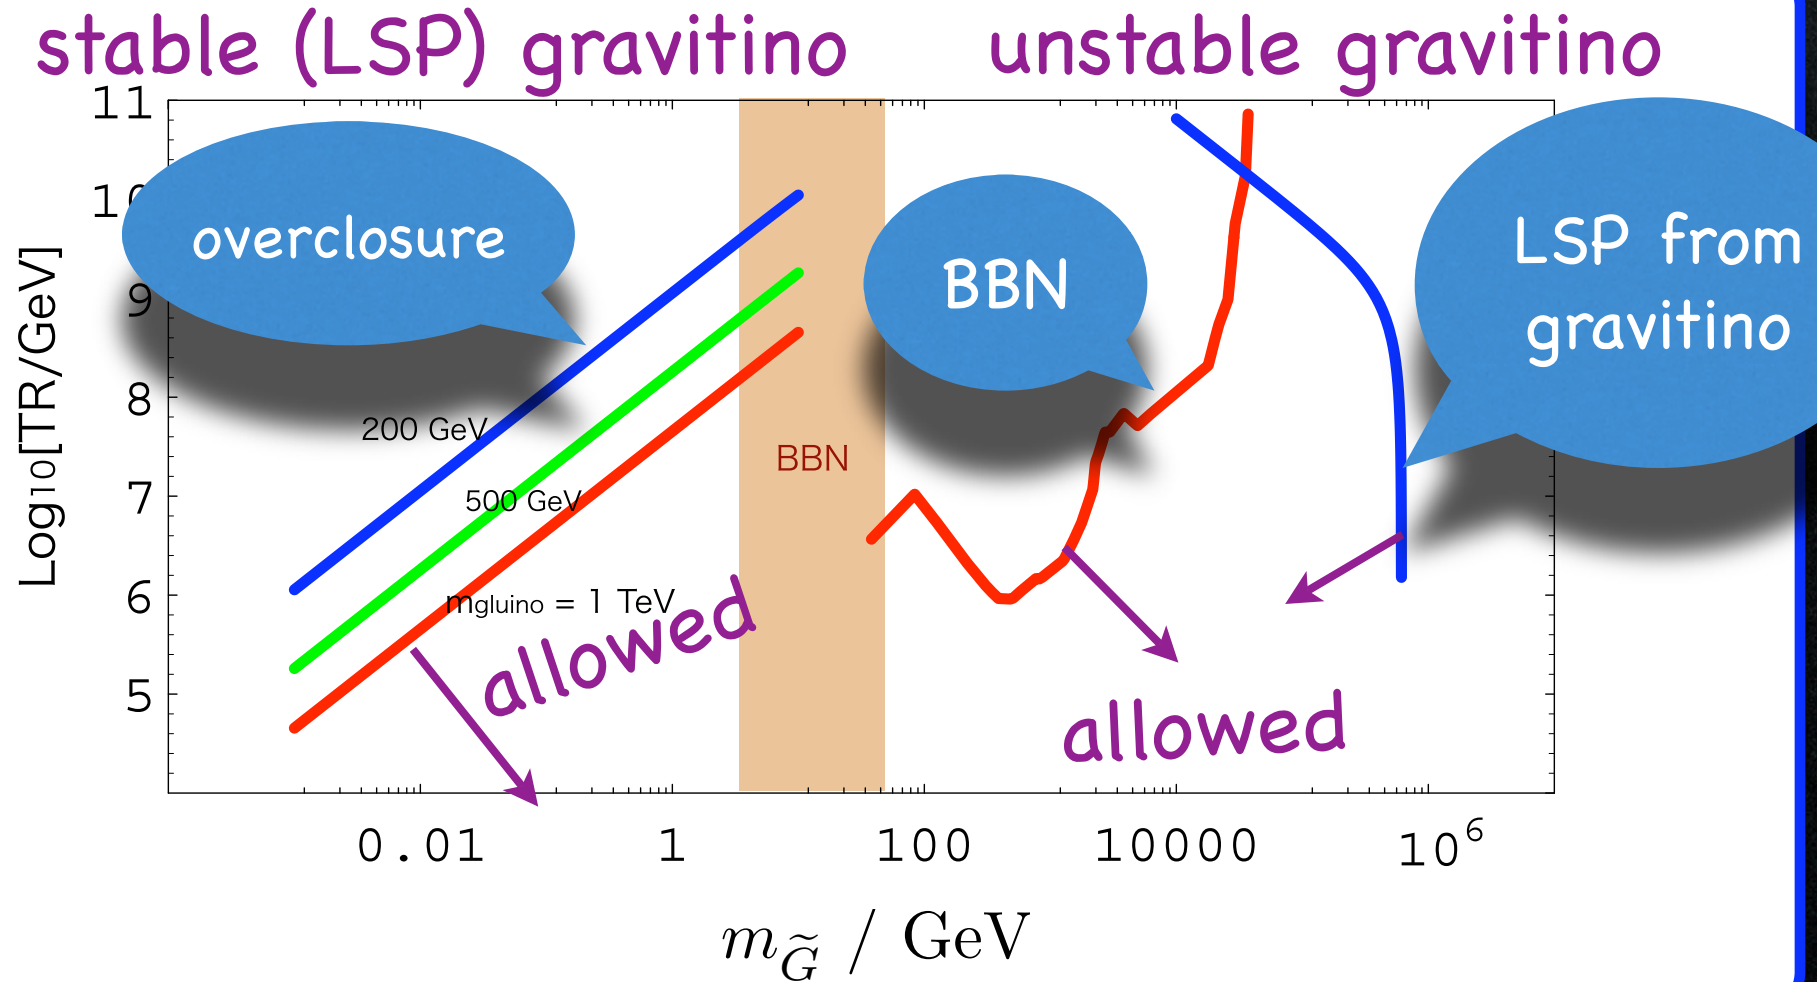 stable (LSP) gravitino
unstable gravitino
11
10
9
8
7
6
5
Log10[TR/GeV]
overclosure
BBN
LSP from
gravitino
200 GeV
500 GeV
mgluino = 1 TeV
BBN
allowed
allowed
0.01
1
100
10000
10⁶
m_G̃ / GeV